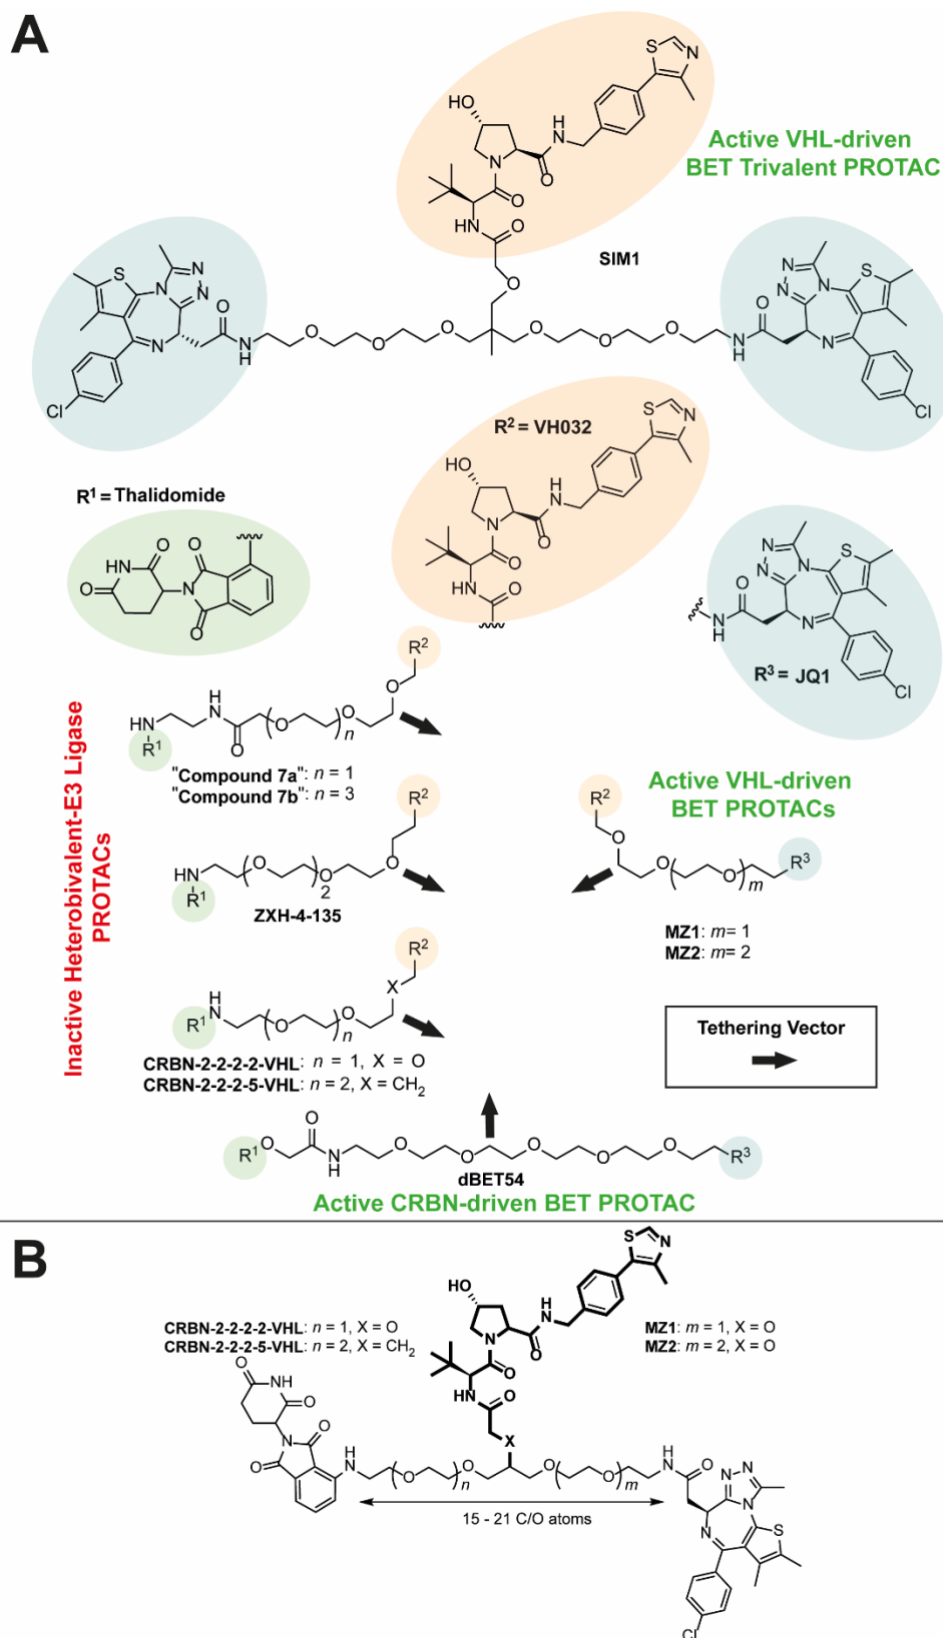 A
Active VHL-driven
BET Trivalent PROTAC
SIM1
R² = VH032
R¹ = Thalidomide
R³ = JQ1
Inactive Heterobivalent-E3 Ligase
PROTACs
"Compound 7a": n = 1
"Compound 7b": n = 3
Active VHL-driven
BET PROTACs
ZXH-4-135
MZ1: m= 1
MZ2: m= 2
CRBN-2-2-2-2-VHL: n = 1, X = O
CRBN-2-2-2-5-VHL: n = 2, X = CH₂
Tethering Vector
dBET54
Active CRBN-driven BET PROTAC
B
CRBN-2-2-2-2-VHL: n = 1, X = O
CRBN-2-2-2-5-VHL: n = 2, X = CH₂
MZ1: m = 1, X = O
MZ2: m = 2, X = O
15 - 21 C/O atoms